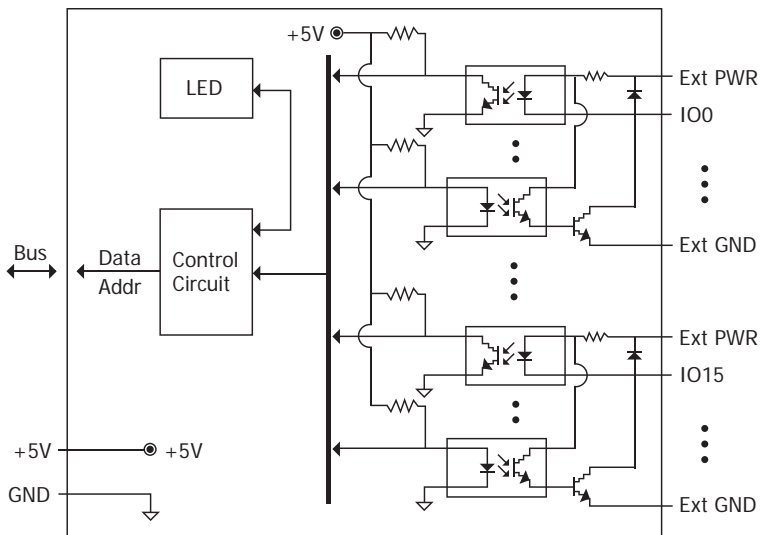 +5V
LED
Ext PWR
IO0
Ext GND
Bus
Data
Addr
Control
Circuit
Ext PWR
IO15
Ext GND
+5V
+5V
GND